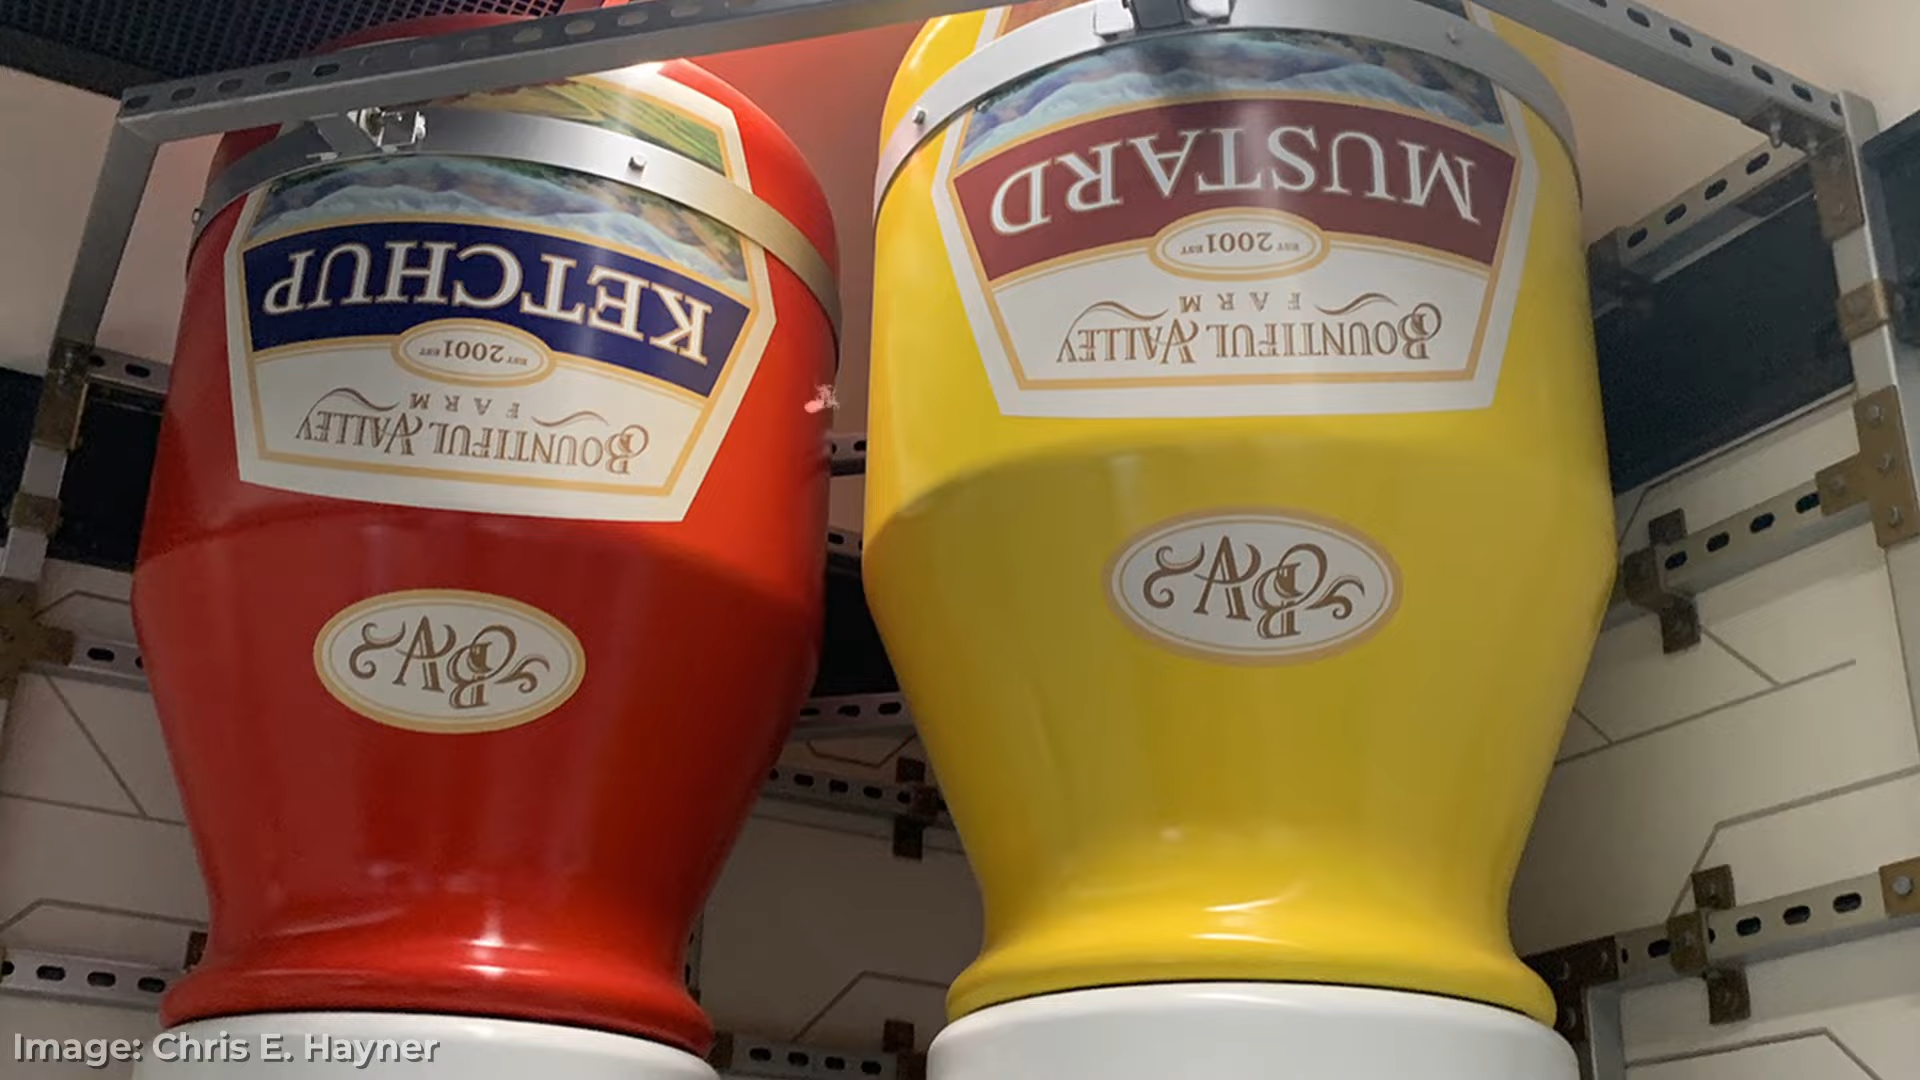 KETCHUP
EST 2001 EST
FARM
BOUNTIFUL VALLEY
BV
MUSTARD
EST 2001 EST
FARM
BOUNTIFUL VALLEY
BV
Image: Chris E. Hayner